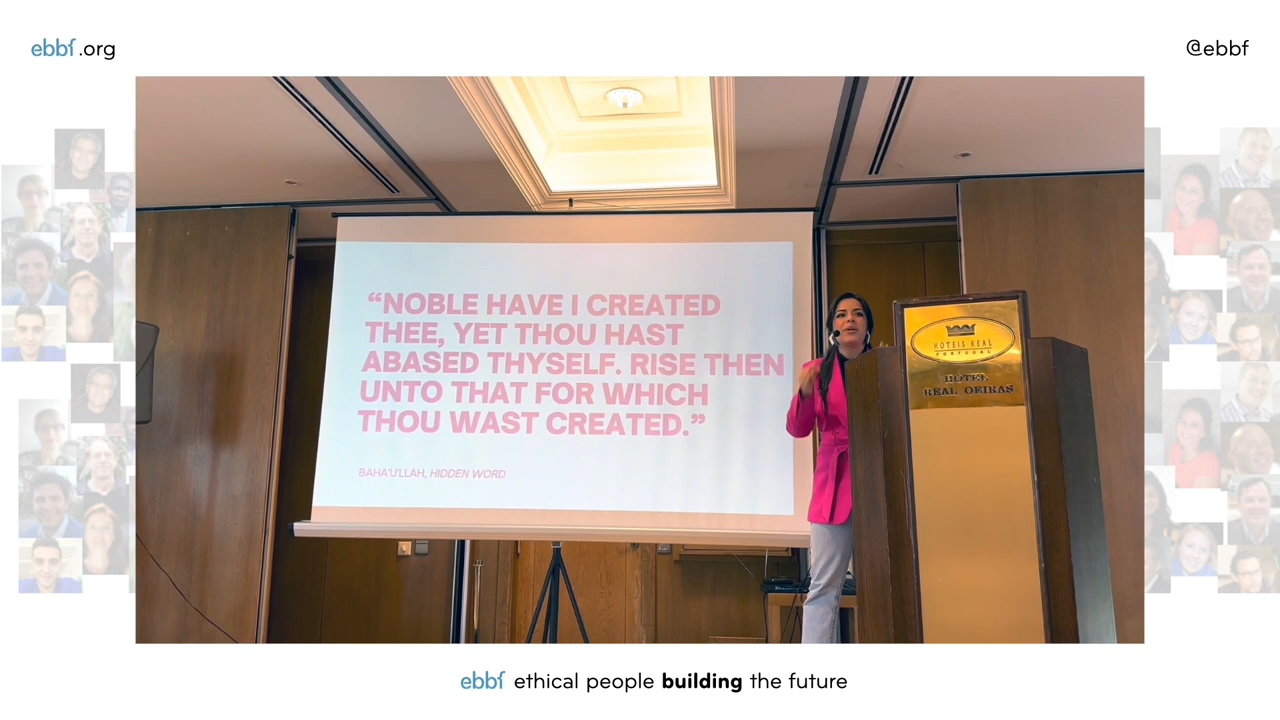 ebbf.org
@ebbf
“NOBLE HAVE I CREATED
THEE, YET THOU HAST
ABASED THYSELF. RISE THEN
UNTO THAT FOR WHICH
THOU WAST CREATED.”
BAHA'U'LLAH, HIDDEN WORD
HOTEIS REAL
PORTUGAL
HOTEL
REAL OEIRAS
ebbf ethical people building the future